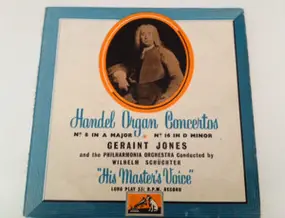 Handel Organ Concertos
Nº 8 IN A MAJOR Nº 16 IN D MINOR
GERAINT JONES
and the PHILHARMONIA ORCHESTRA Conducted by
WILHELM SCHÜCHTER
"His Master's Voice"
LONG PLAY 33⅓ R.P.M. RECORD